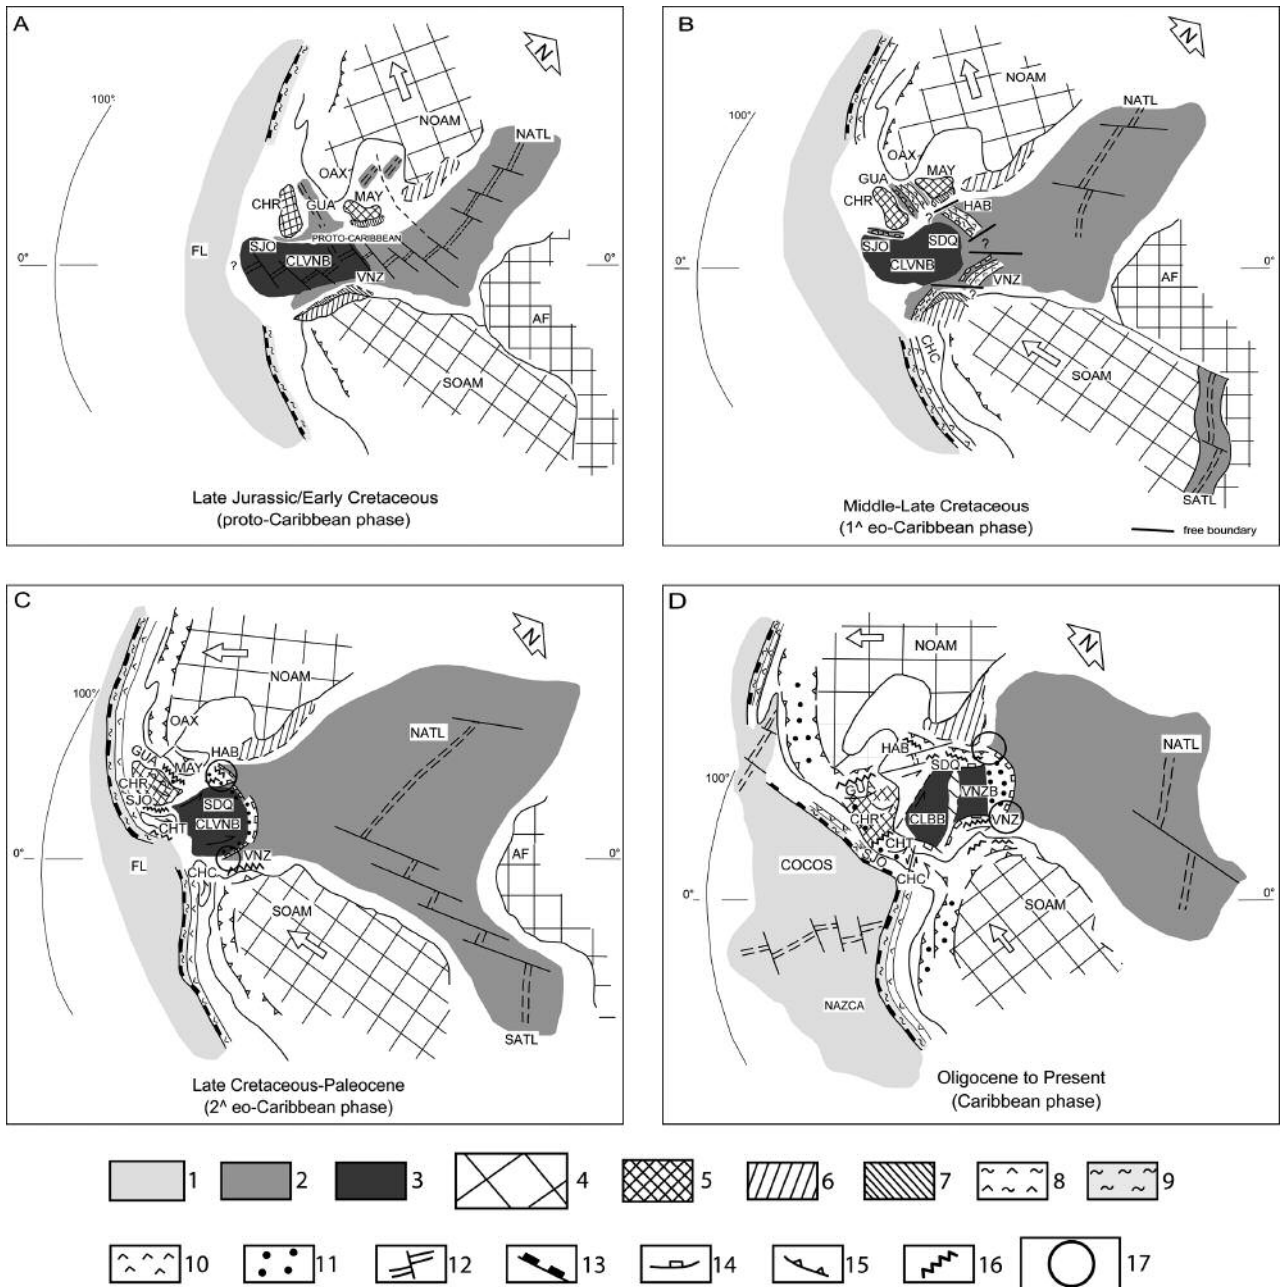 A
N
100°
NOAM
NATL
OAX
MAY
CHR
GUA
PROTO-CARIBBEAN
SJO
FL
?
CLVNB
VNZ
0°
0°
AF
SOAM
Late Jurassic/Early Cretaceous
(proto-Caribbean phase)
B
N
100°
NOAM
NATL
OAX
GUA
MAY
CHR
HAB
?
SJO
SDQ
?
CLVNB
VNZ
?
0°
0°
AF
CHC
SOAM
SATL
Middle-Late Cretaceous
(1^ eo-Caribbean phase)
free boundary
C
N
100°
NOAM
OAX
NATL
GUA
MAY
HAB
CHR
SJO
SDQ
CHT
CLVNB
VNZ
0°
0°
AF
FL
CHC
SOAM
SATL
Late Cretaceous-Paleocene
(2^ eo-Caribbean phase)
D
N
NOAM
NATL
HAB
SDQ
100°
GUA
VNZB
CHR
CLBB
VNZ
CHT
SJO
COCOS
CHC
0°
0°
SOAM
NAZCA
Oligocene to Present
(Caribbean phase)
1
2
3
4
5
6
7
8
9
10
11
12
13
14
15
16
17